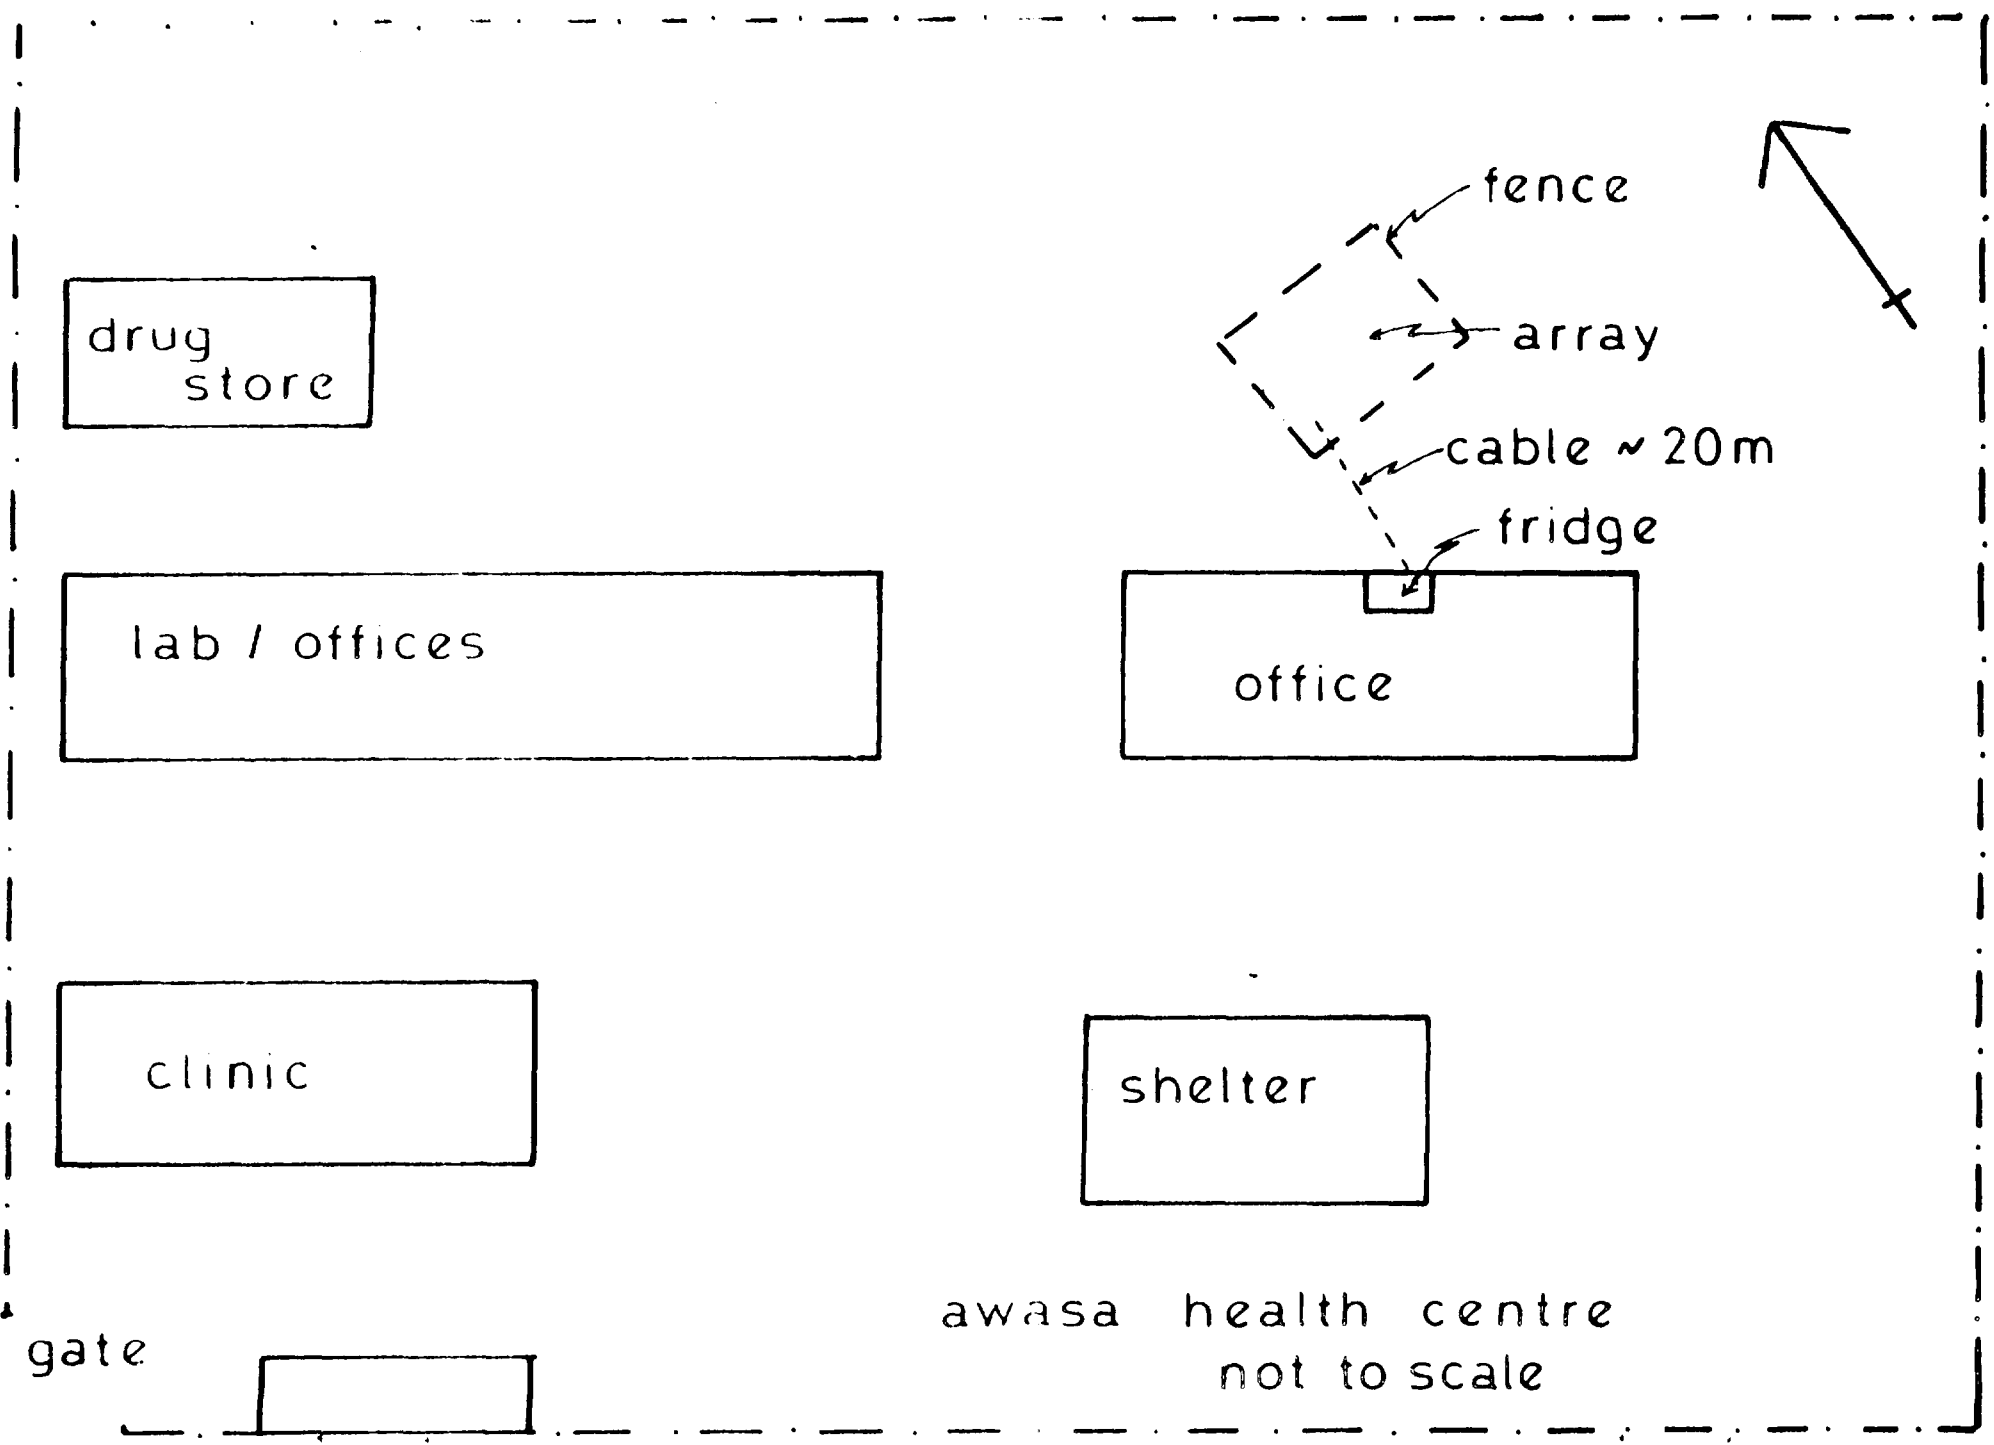 fence
drug
store
array
cable ~ 20m
fridge
lab / offices
office
clinic
shelter
awasa health centre
not to scale
gate